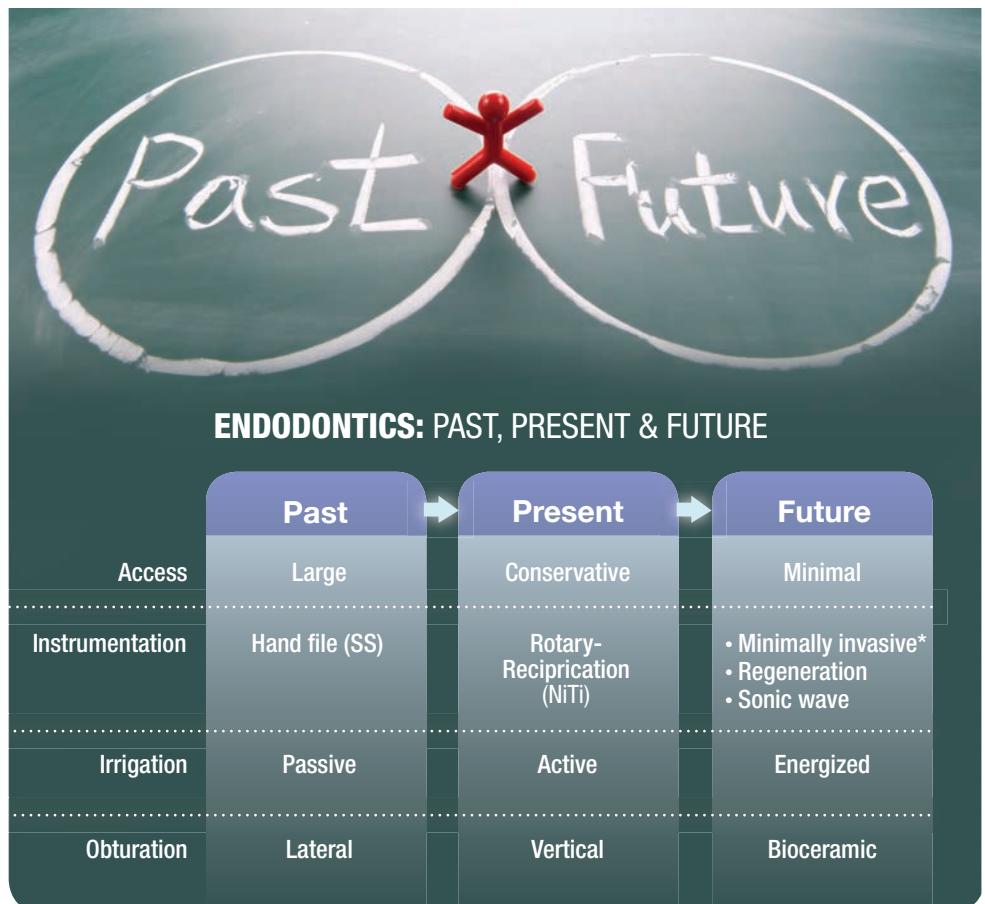 Past Future
ENDODONTICS: PAST, PRESENT & FUTURE
Past Present Future
Access Large Conservative Minimal
Instrumentation Hand file (SS) Rotary- • Minimally invasive*
Reciprication • Regeneration
(NiTi) • Sonic wave
Irrigation Passive Active Energized
Obturation Lateral Vertical Bioceramic